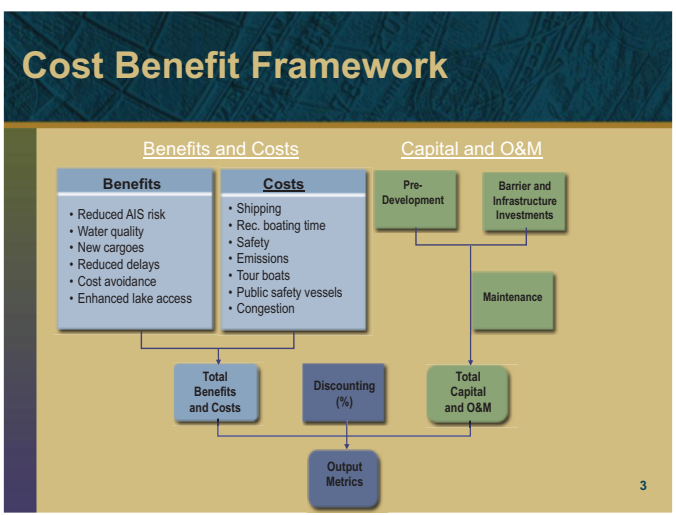 Cost Benefit Framework
Benefits and Costs
Capital and O&M
Benefits
• Reduced AIS risk
• Water quality
• New cargoes
• Reduced delays
• Cost avoidance
• Enhanced lake access
Costs
• Shipping
• Rec. boating time
• Safety
• Emissions
• Tour boats
• Public safety vessels
• Congestion
Pre-
Development
Barrier and
Infrastructure
Investments
Maintenance
Total
Benefits
and Costs
Discounting
(%)
Total
Capital
and O&M
Output
Metrics
3